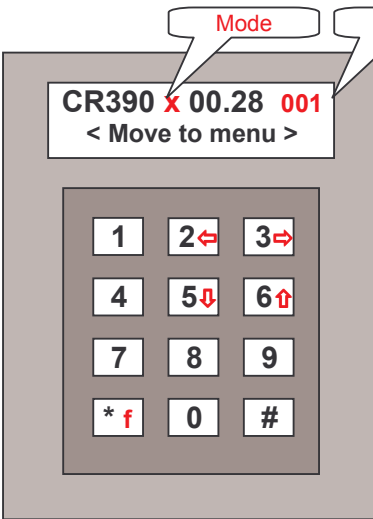 Mode
CR390 x 00.28 001
< Move to menu >
1 2⇦ 3⇨
4 5⇩ 6⇧
7 8 9
* f 0 #